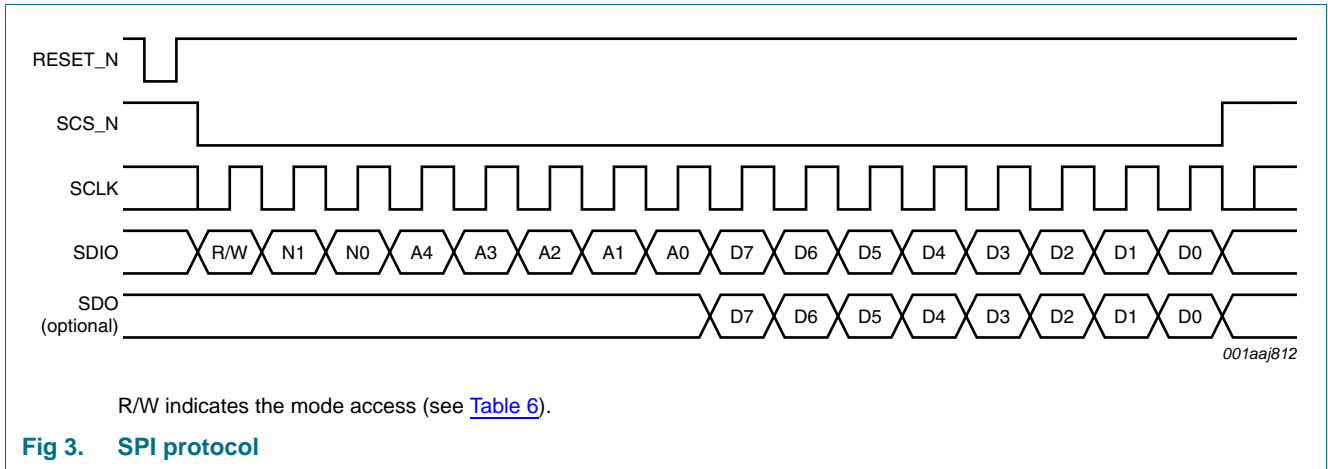 RESET_N
SCS_N
SCLK
SDIO R/W N1 N0 A4 A3 A2 A1 A0 D7 D6 D5 D4 D3 D2 D1 D0
SDO
(optional) D7 D6 D5 D4 D3 D2 D1 D0
001aaj812
R/W indicates the mode access (see Table 6).
Fig 3. SPI protocol